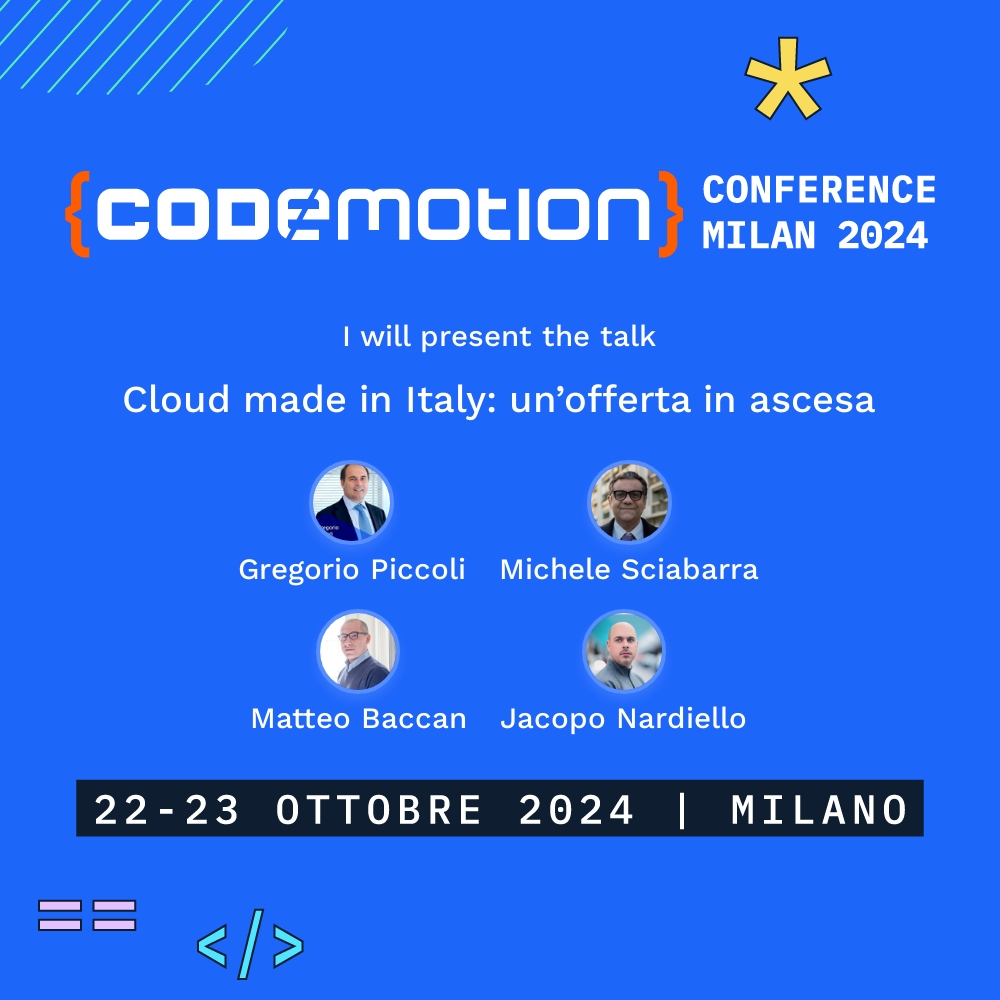 {CODEMOTION} CONFERENCE
MILAN 2024
I will present the talk
Cloud made in Italy: un’offerta in ascesa
Gregorio Piccoli Michele Sciabarra
Matteo Baccan Jacopo Nardiello
22-23 OTTOBRE 2024 | MILANO
==
</>